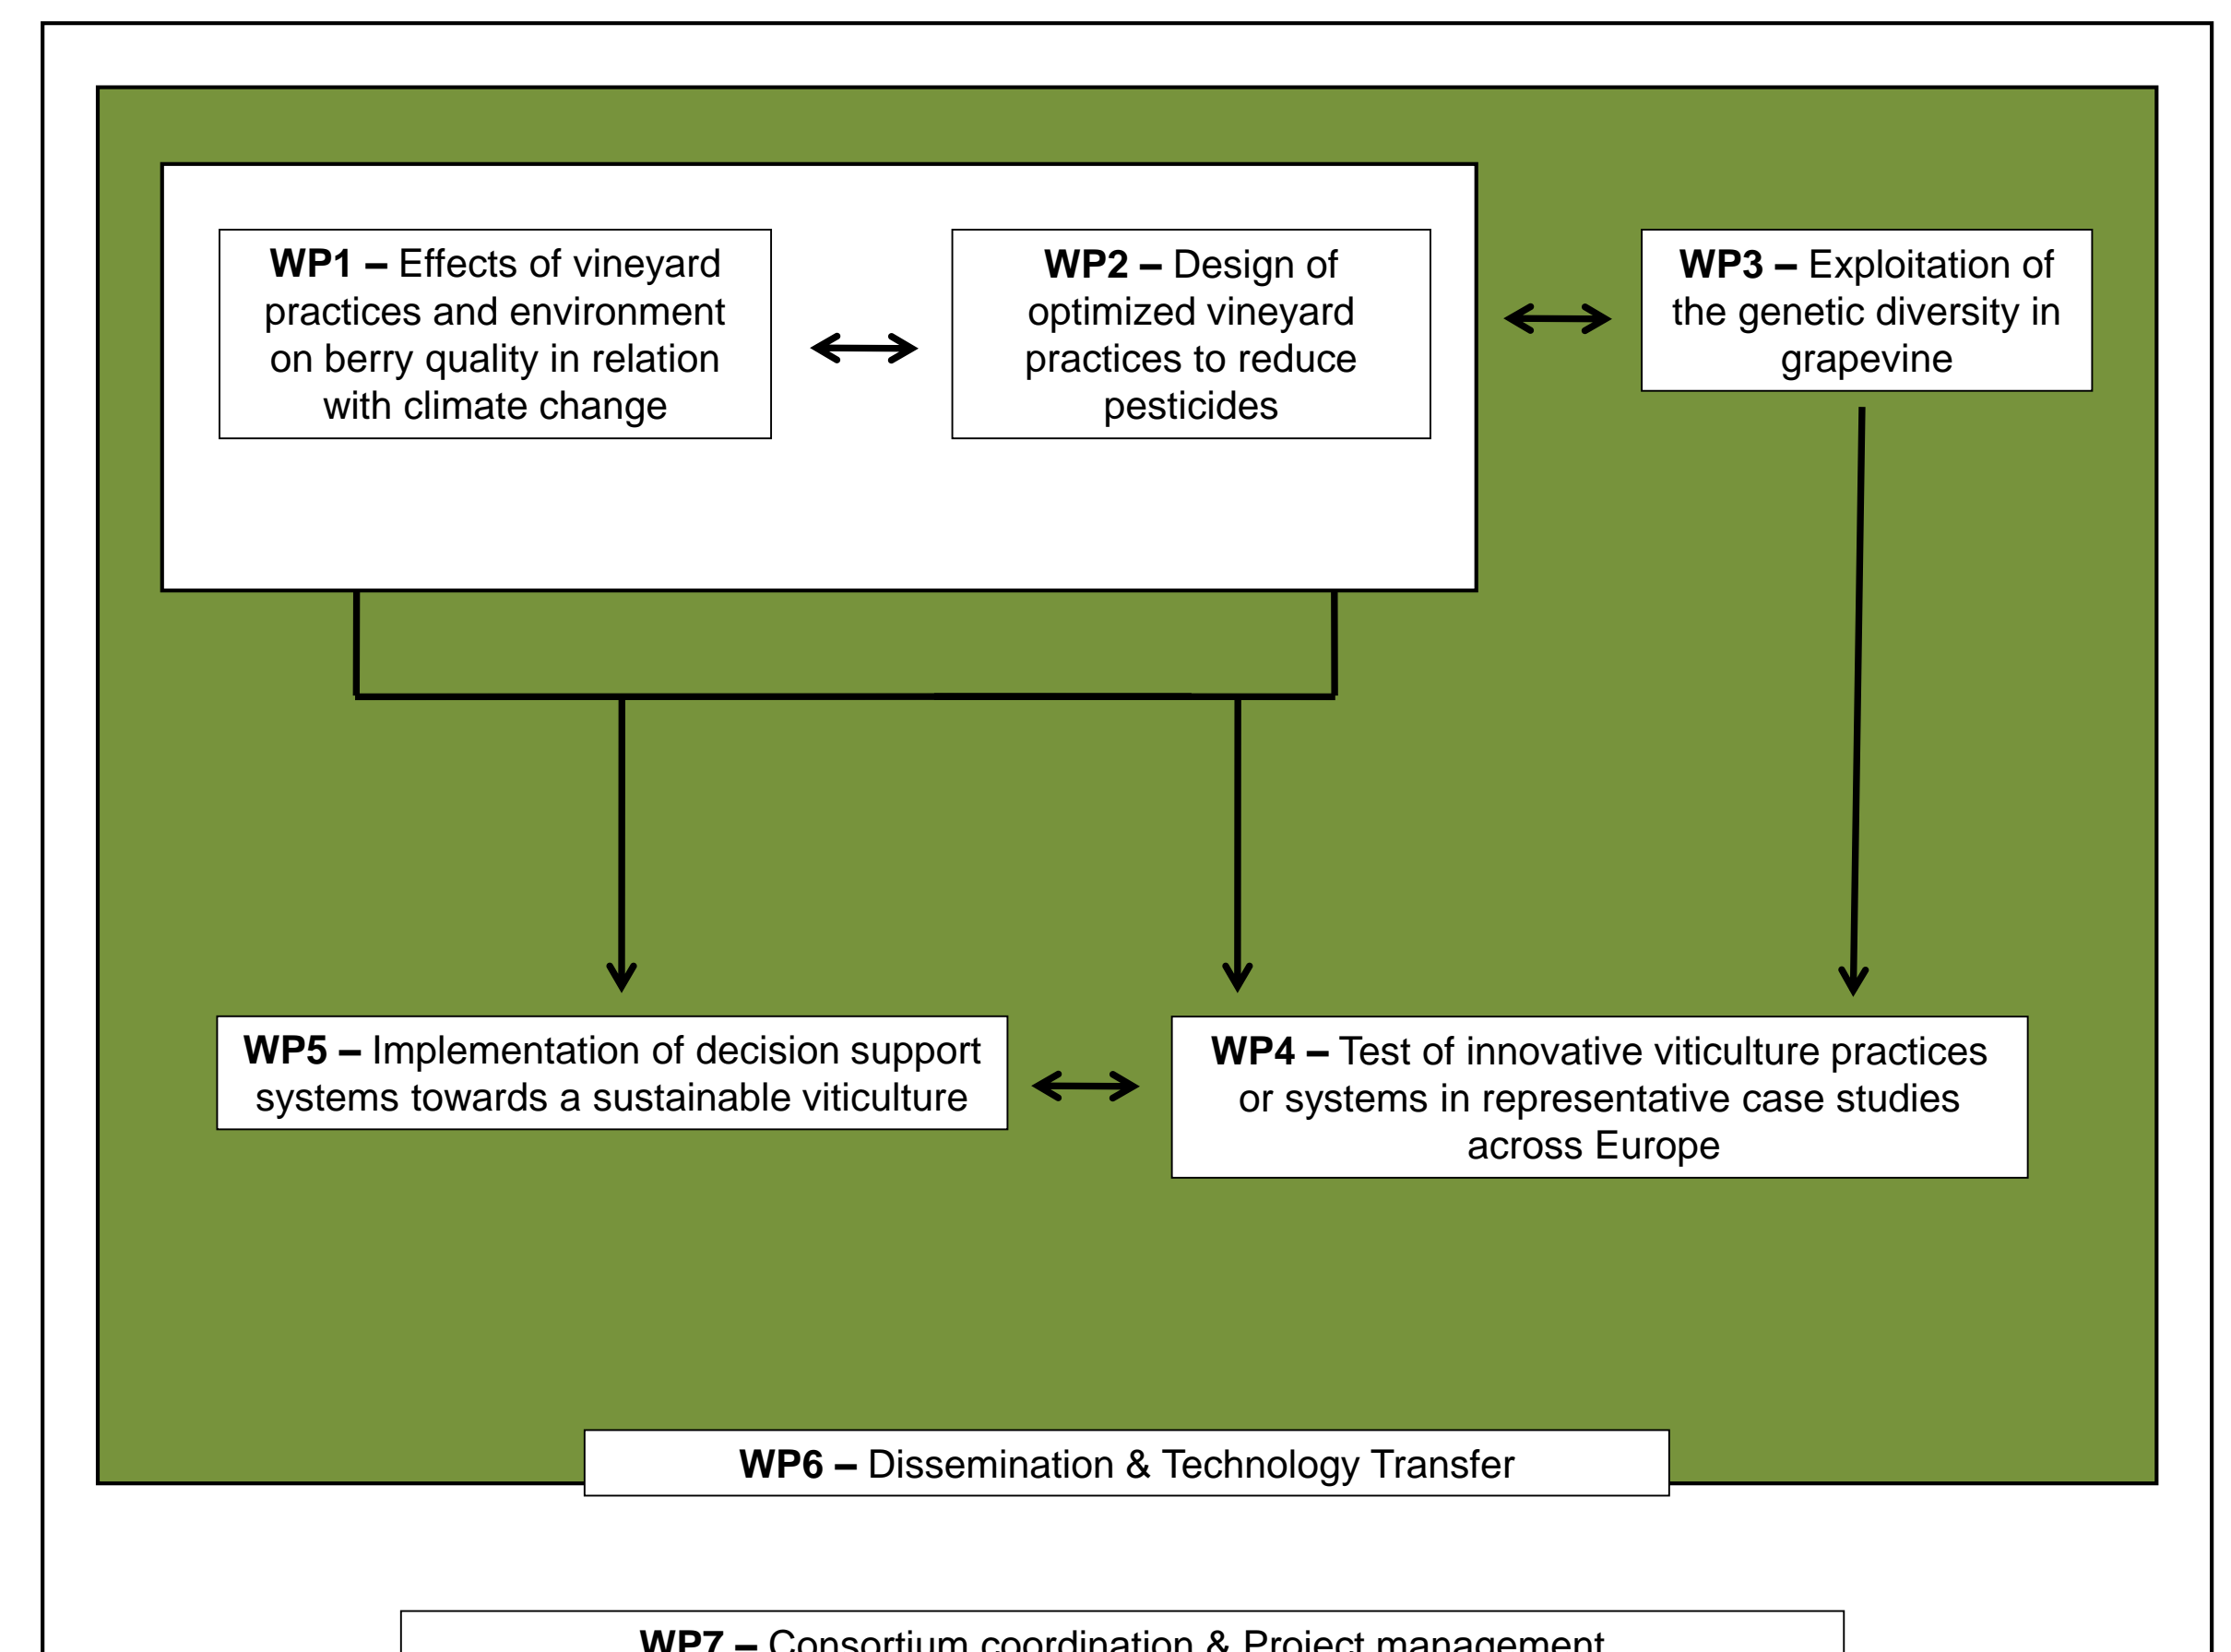 WP1 – Effects of vineyard
practices and environment
on berry quality in relation
with climate change
WP2 – Design of
optimized vineyard
practices to reduce
pesticides
WP3 – Exploitation of
the genetic diversity in
grapevine
WP5 – Implementation of decision support
systems towards a sustainable viticulture
WP4 – Test of innovative viticulture practices
or systems in representative case studies
across Europe
WP6 – Dissemination & Technology Transfer
WP7 – Consortium coordination & Project management